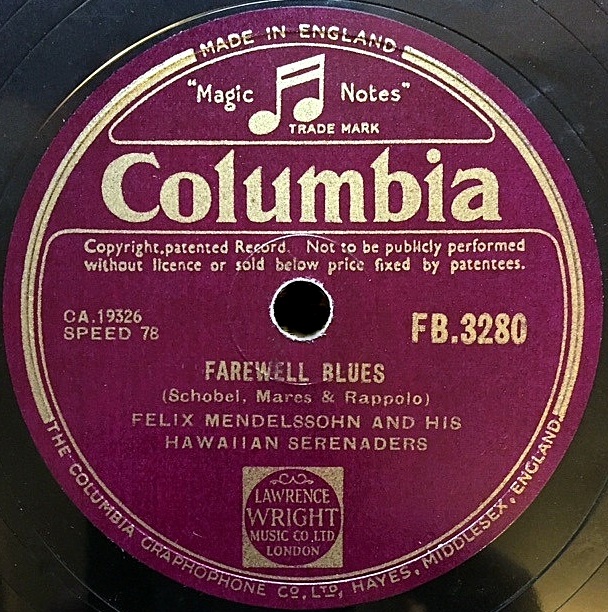 MADE IN ENGLAND
"Magic Notes"
TRADE MARK
Columbia
Copyright, patented Record. Not to be publicly performed
without licence or sold below price fixed by patentees.
CA.19326
SPEED 78
FB.3280
FAREWELL BLUES
(Schobel, Mares & Rappolo)
FELIX MENDELSSOHN AND HIS
HAWAIIAN SERENADERS
LAWRENCE
WRIGHT
MUSIC CO. LTD
LONDON
THE COLUMBIA GRAPHOPHONE CO., LTD., HAYES, MIDDLESEX, ENGLAND